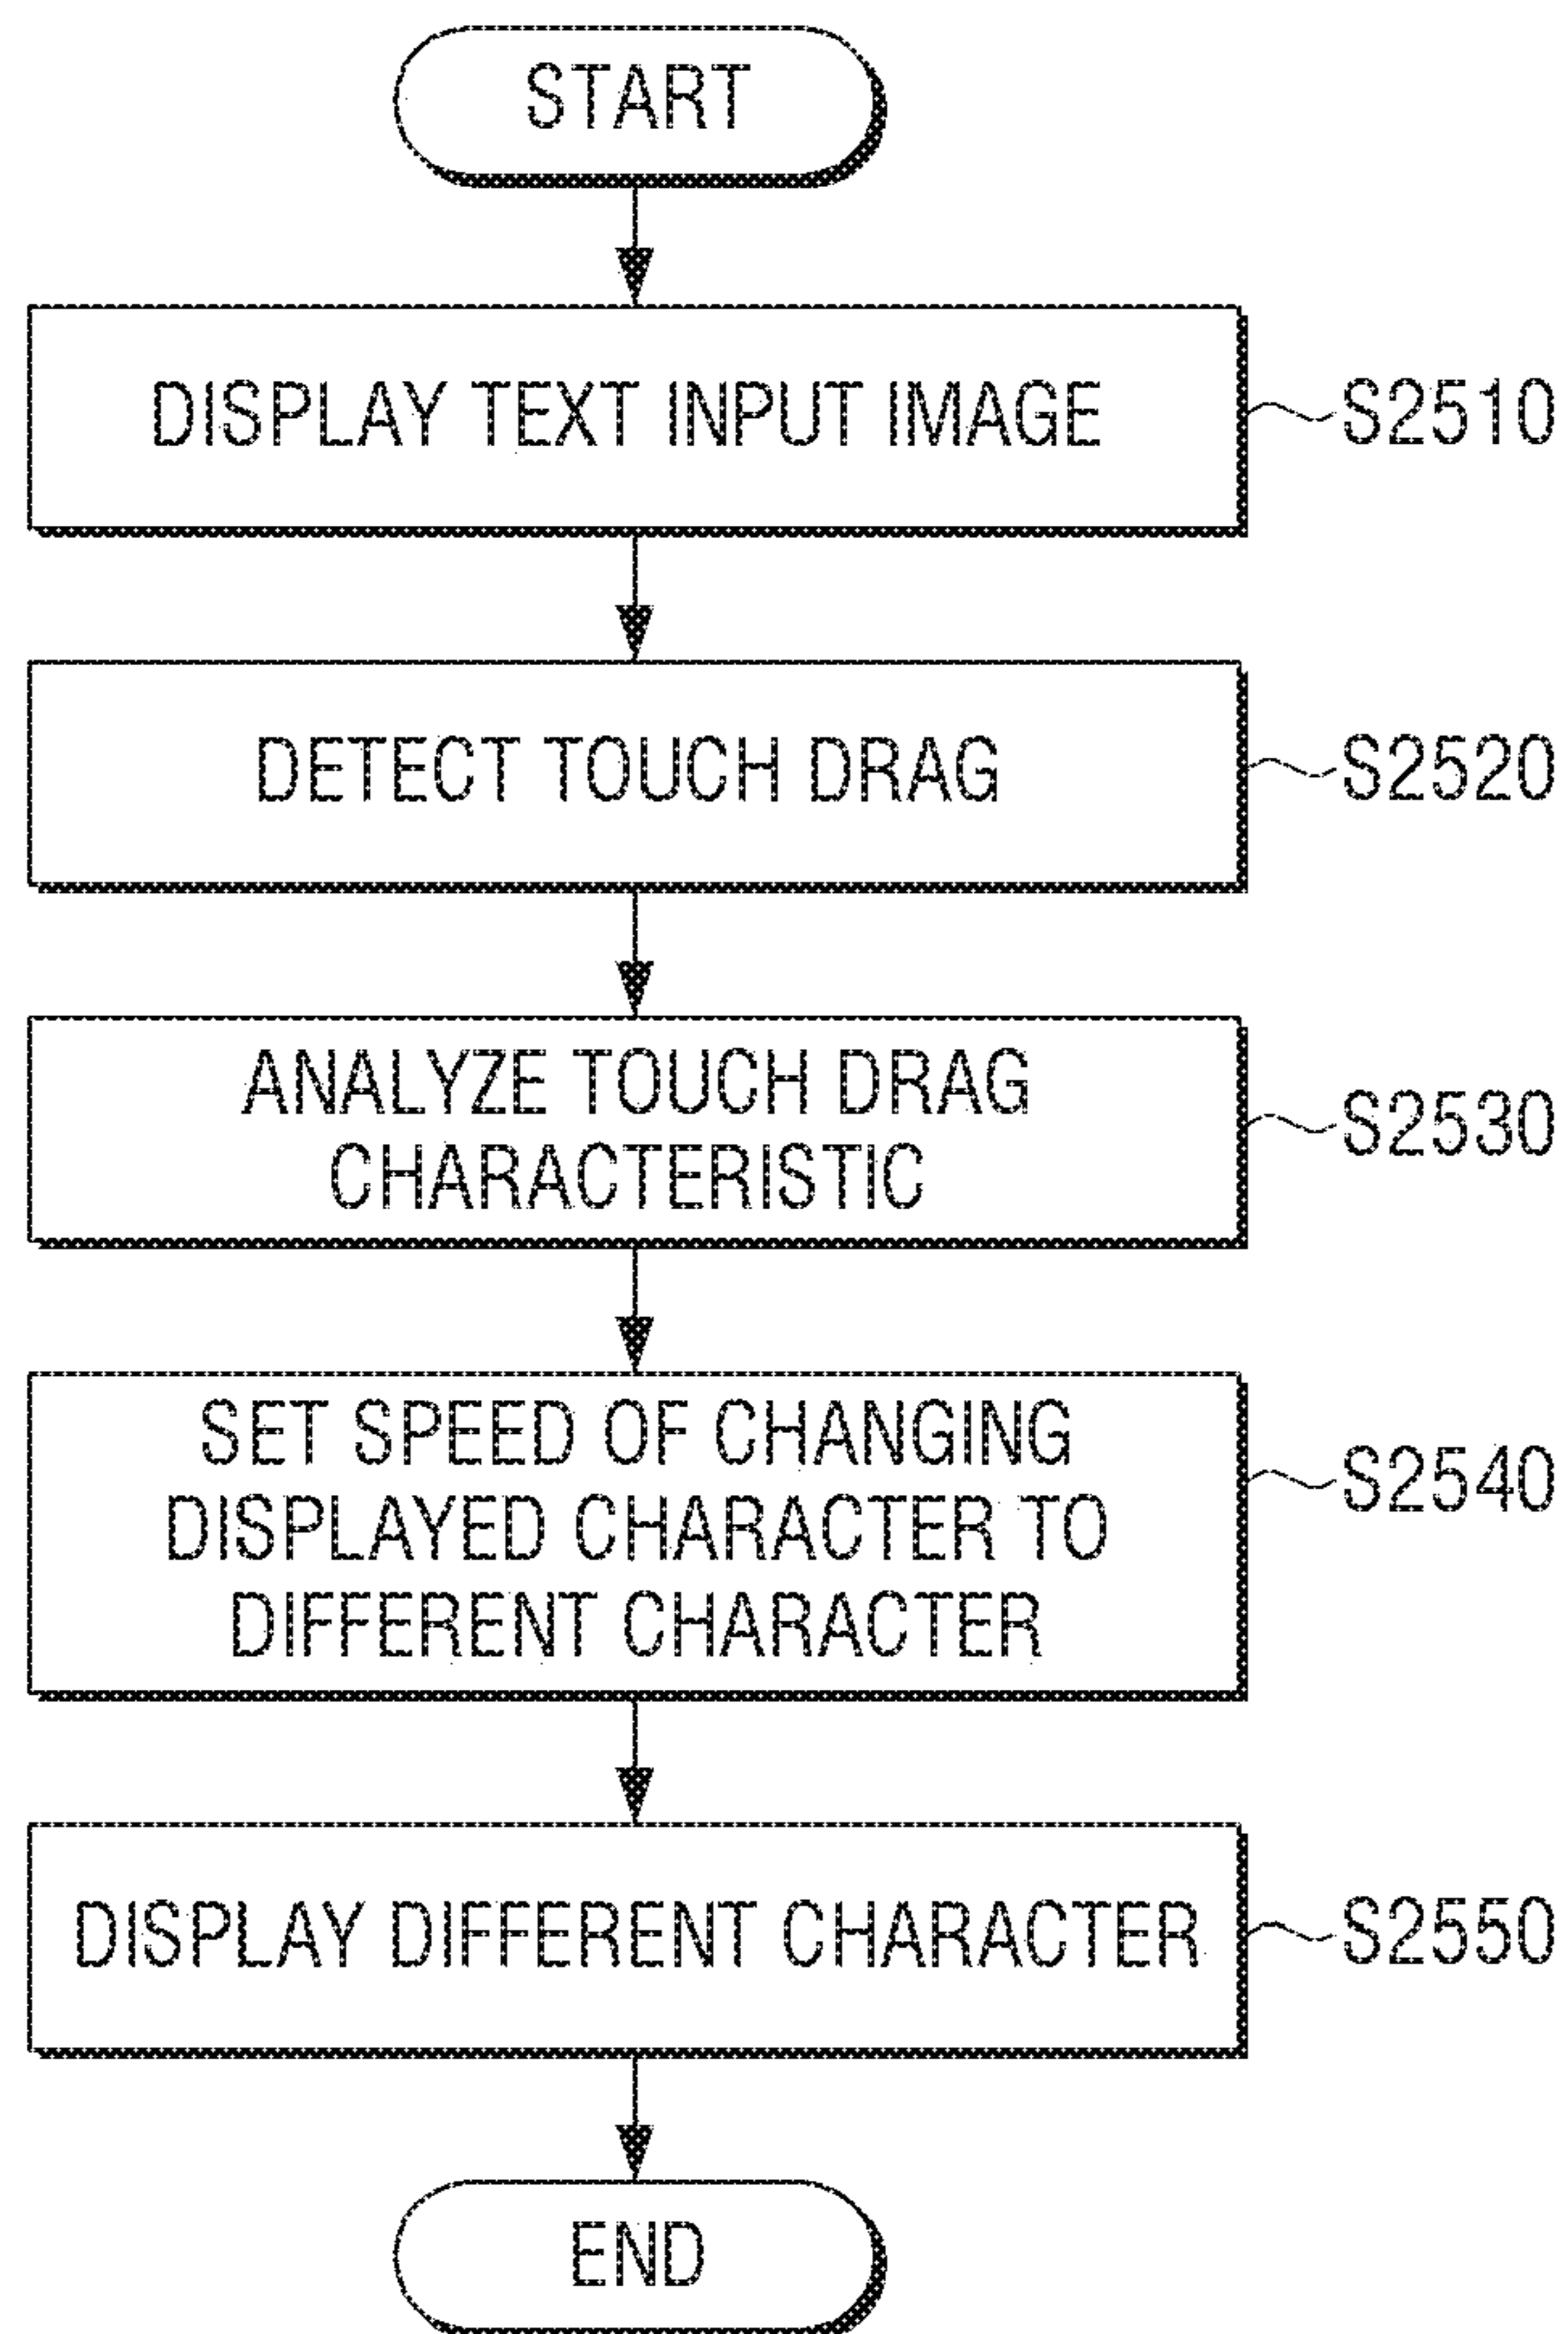 START
DISPLAY TEXT INPUT IMAGE
S2510
DETECT TOUCH DRAG
S2520
ANALYZE TOUCH DRAG
CHARACTERISTIC
S2530
SET SPEED OF CHANGING
DISPLAYED CHARACTER TO
DIFFERENT CHARACTER
S2540
DISPLAY DIFFERENT CHARACTER
S2550
END